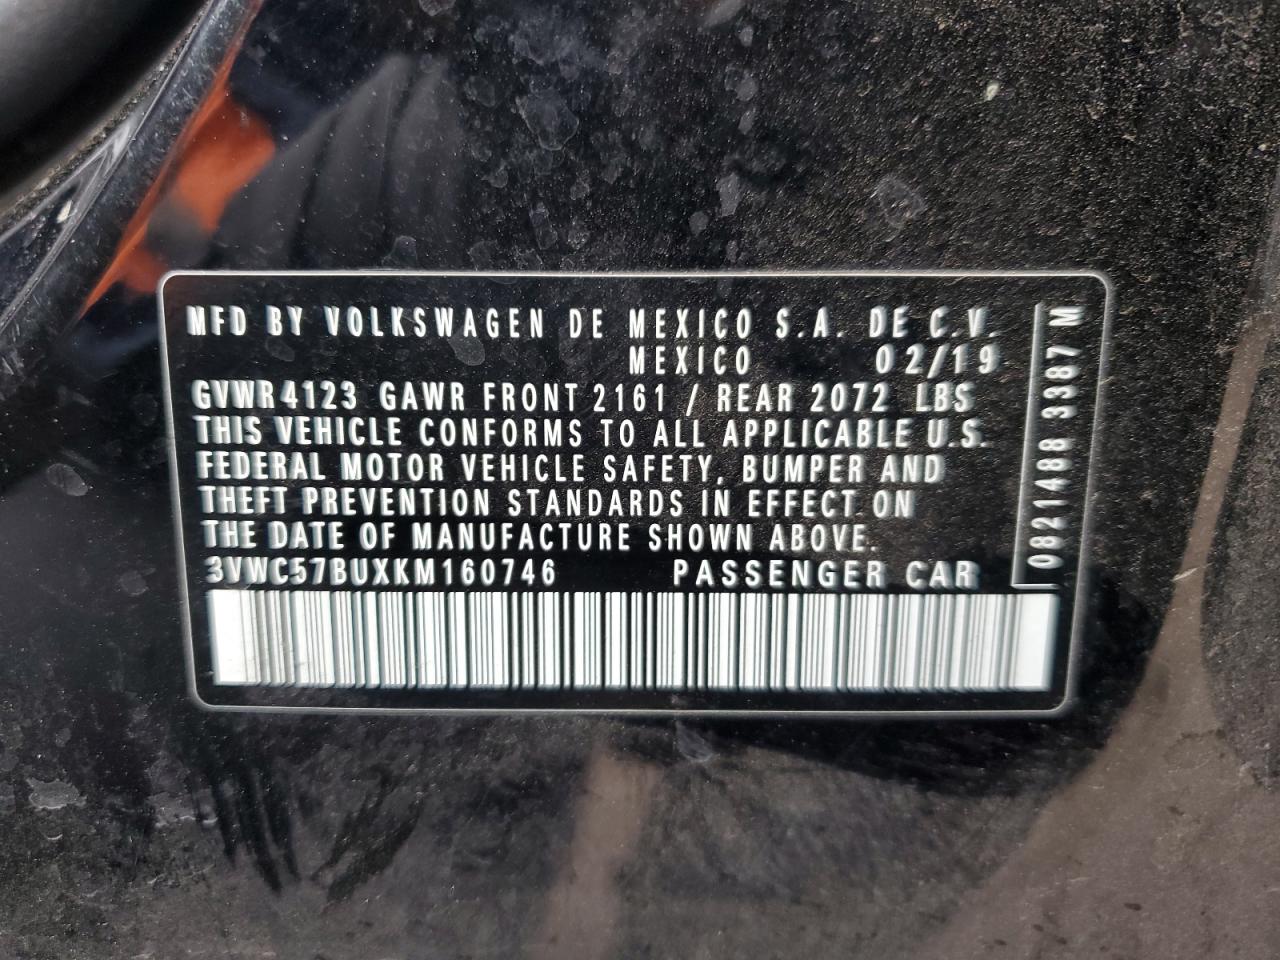 MFD BY VOLKSWAGEN DE MEXICO S.A. DE C.V.
MEXICO 02/19
GVWR 4123 GAWR FRONT 2161 / REAR 2072 LBS
THIS VEHICLE CONFORMS TO ALL APPLICABLE U.S.
FEDERAL MOTOR VEHICLE SAFETY, BUMPER AND
THEFT PREVENTION STANDARDS IN EFFECT ON
THE DATE OF MANUFACTURE SHOWN ABOVE.
3VWC57BUXKM160746 PASSENGER CAR
0821488 3387 M